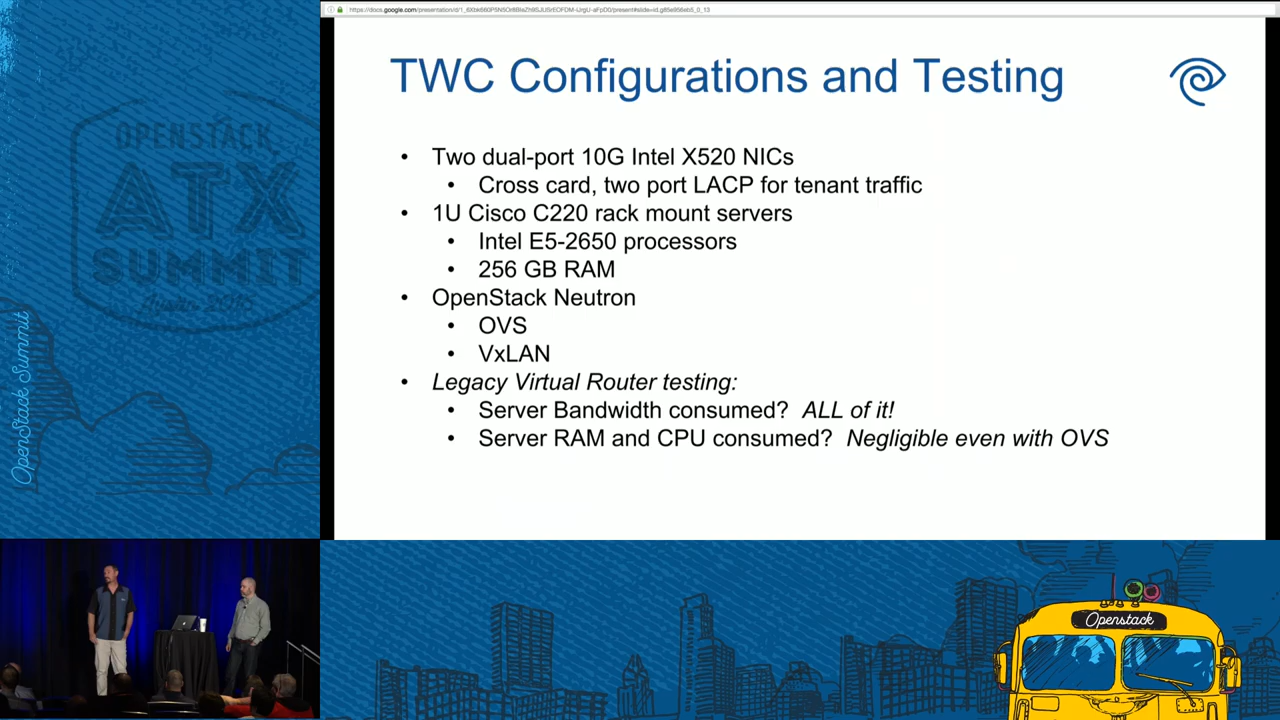 TWC Configurations and Testing
• Two dual-port 10G Intel X520 NICs
• Cross card, two port LACP for tenant traffic
• 1U Cisco C220 rack mount servers
• Intel E5-2650 processors
• 256 GB RAM
• OpenStack Neutron
• OVS
• VxLAN
• Legacy Virtual Router testing:
• Server Bandwidth consumed? ALL of it!
• Server RAM and CPU consumed? Negligible even with OVS
OPENSTACK
ATX
SUMMIT
OpenStack Summit
Openstack